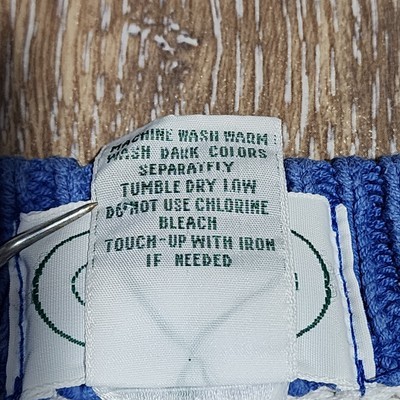 MACHINE WASH WARM
WASH DARK COLORS
SEPARATELY
TUMBLE DRY LOW
DO NOT USE CHLORINE
BLEACH
TOUCH-UP WITH IRON
IF NEEDED